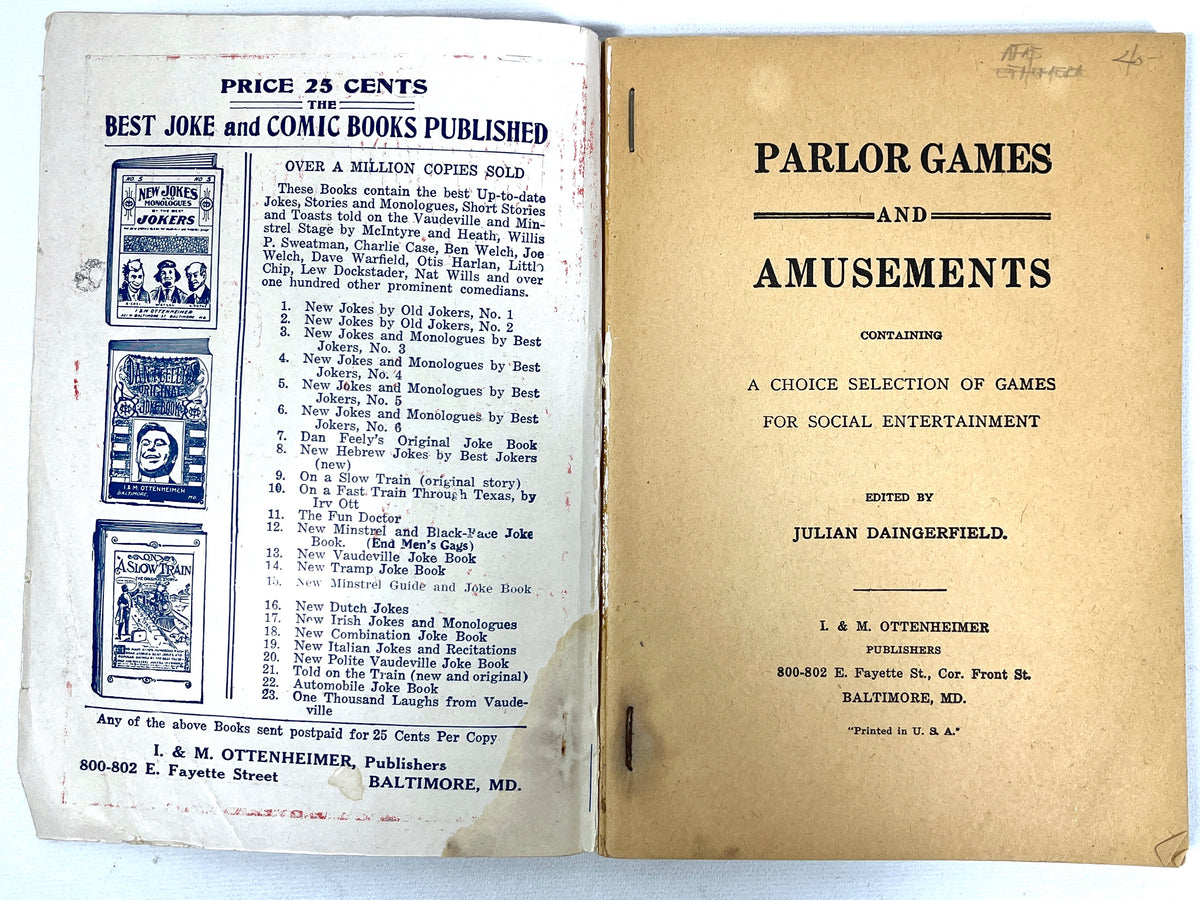 PRICE 25 CENTS
THE
BEST JOKE and COMIC BOOKS PUBLISHED
NO. 5 NO. 5
NEW JOKES
MONOLOGUES
BY THE BEST
JOKERS
I & M OTTENHEIMER
DAN FEELY'S
ORIGINAL
JOKE BOOK
I & M. OTTENHEIMER
BALTIMORE, MD.
ON
A SLOW TRAIN
OVER A MILLION COPIES SOLD
These Books contain the best Up-to-date
Jokes, Stories and Monologues, Short Stories
and Toasts told on the Vaudeville and Min-
strel Stage by McIntyre and Heath, Willis
P. Sweatman, Charlie Case, Ben Welch, Joe
Welch, Dave Warfield, Otis Harlan, Little
Chip, Lew Dockstader, Nat Wills and over
one hundred other prominent comedians.
1. New Jokes by Old Jokers, No. 1
2. New Jokes by Old Jokers, No. 2
3. New Jokes and Monologues by Best
Jokers, No. 3
4. New Jokes and Monologues by Best
Jokers, No. 4
5. New Jokes and Monologues by Best
Jokers, No. 5
6. New Jokes and Monologues by Best
Jokers, No. 6
7. Dan Feely's Original Joke Book
8. New Hebrew Jokes by Best Jokers
(new)
9. On a Slow Train (original story)
10. On a Fast Train Through Texas, by
Irv Ott
11. The Fun Doctor
12. New Minstrel and Black-Face Joke
Book. (End Men's Gags)
13. New Vaudeville Joke Book
14. New Tramp Joke Book
15. New Minstrel Guide and Joke Book
16. New Dutch Jokes
17. New Irish Jokes and Monologues
18. New Combination Joke Book
19. New Italian Jokes and Recitations
20. New Polite Vaudeville Joke Book
21. Told on the Train (new and original)
22. Automobile Joke Book
23. One Thousand Laughs from Vaude-
ville
Any of the above Books sent postpaid for 25 Cents Per Copy
I. & M. OTTENHEIMER, Publishers
800-802 E. Fayette Street BALTIMORE, MD.
PARLOR GAMES
AND
AMUSEMENTS
CONTAINING
A CHOICE SELECTION OF GAMES
FOR SOCIAL ENTERTAINMENT
EDITED BY
JULIAN DAINGERFIELD.
I. & M. OTTENHEIMER
PUBLISHERS
800-802 E. Fayette St., Cor. Front St.
BALTIMORE, MD.
"Printed in U. S. A."